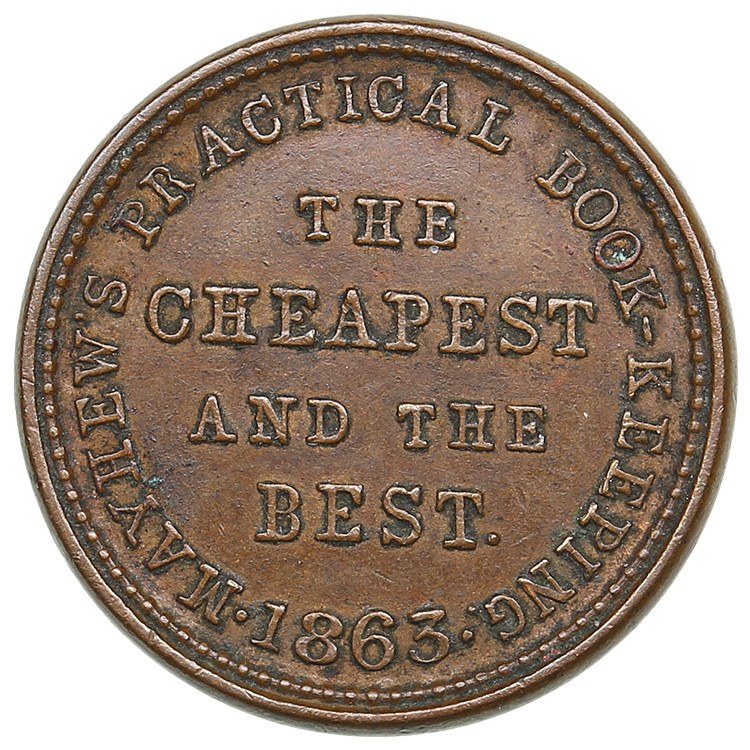 MAYHEW'S PRACTICAL BOOK-KEEPING
THE
CHEAPEST
AND THE
BEST.
·1863·